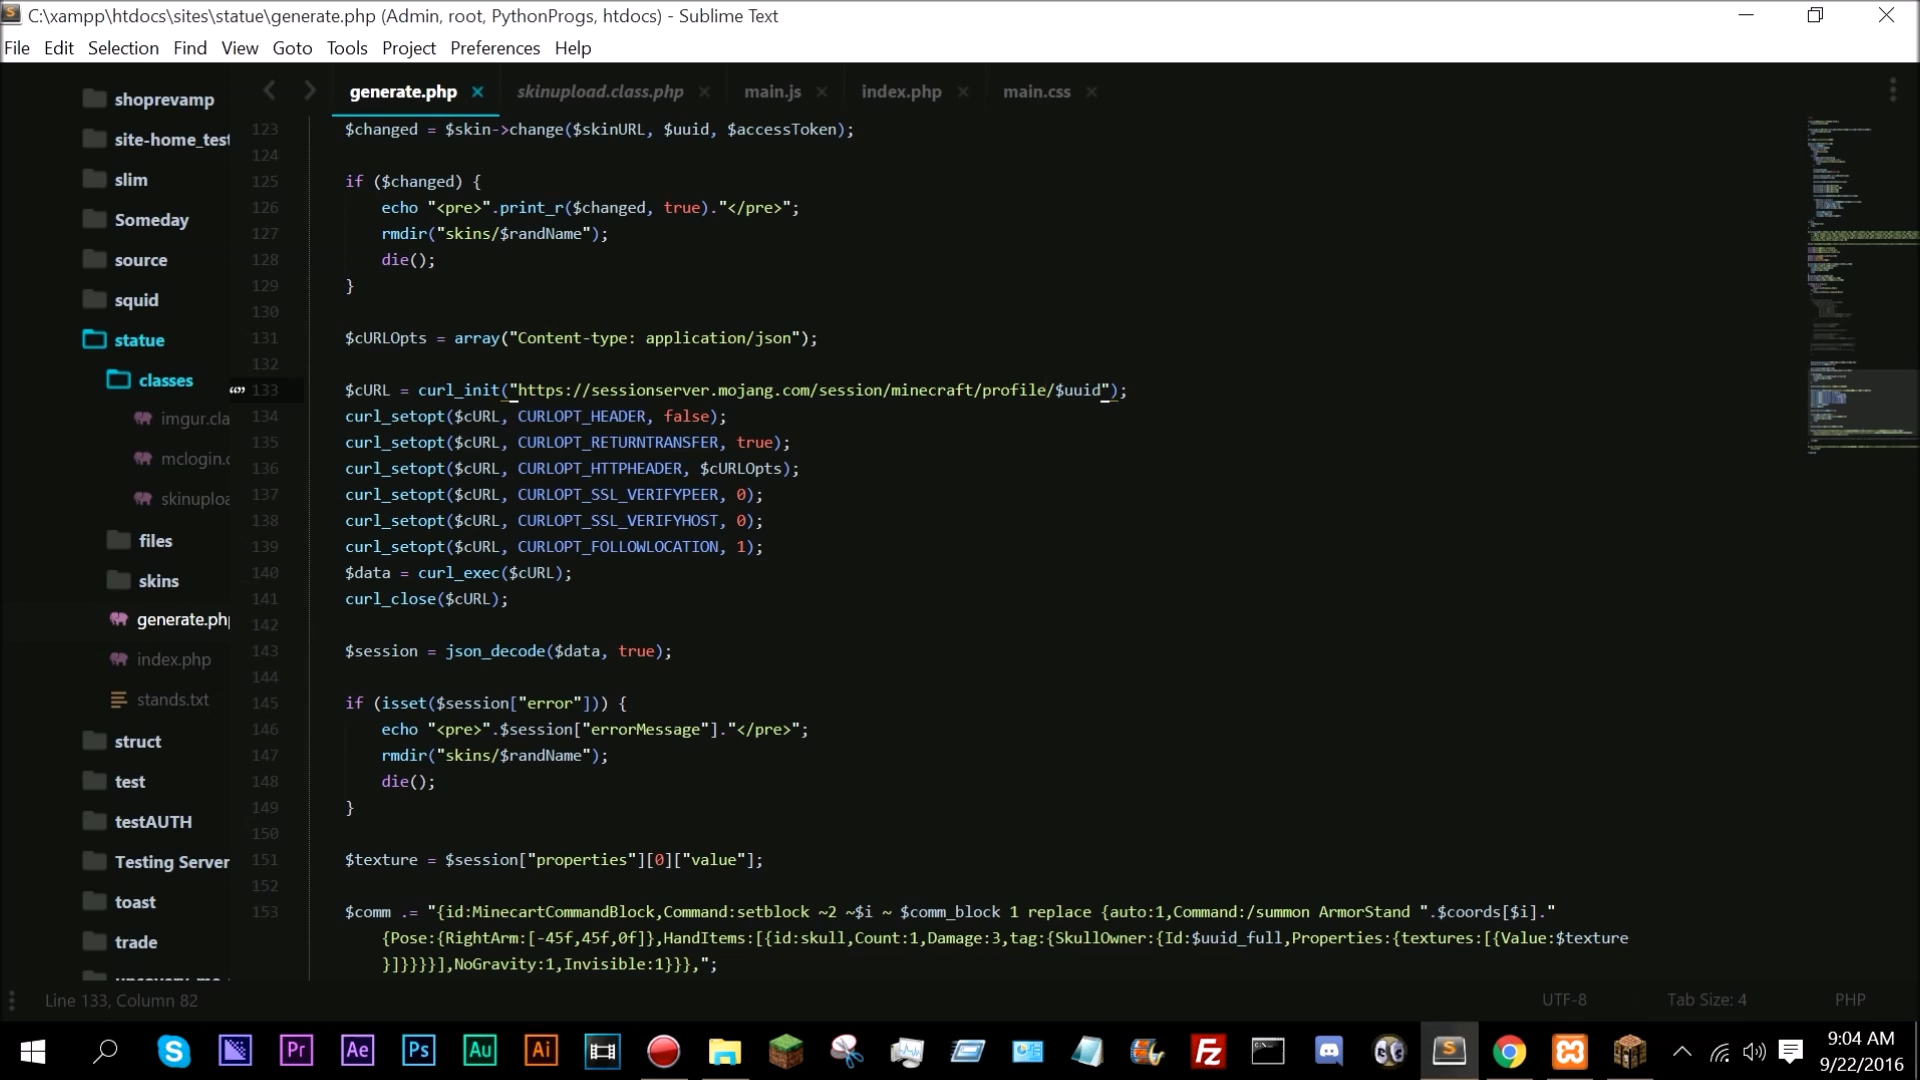 C:\xampp\htdocs\sites\statue\generate.php (Admin, root, PythonProgs, htdocs) - Sublime Text
File Edit Selection Find View Goto Tools Project Preferences Help
generate.php skinupload.class.php main.js index.php main.css
shoprevamp
site-home_test
slim
Someday
source
squid
statue
classes
imgur.cla
mclogin.c
skinuploa
files
skins
generate.php
index.php
stands.txt
struct
test
testAUTH
Testing Server
toast
trade
123 $changed = $skin->change($skinURL, $uuid, $accessToken);
124
125 if ($changed) {
126 echo "<pre>".print_r($changed, true)."</pre>";
127 rmdir("skins/$randName");
128 die();
129 }
130
131 $cURLOpts = array("Content-type: application/json");
132
133 $cURL = curl_init("https://sessionserver.mojang.com/session/minecraft/profile/$uuid");
134 curl_setopt($cURL, CURLOPT_HEADER, false);
135 curl_setopt($cURL, CURLOPT_RETURNTRANSFER, true);
136 curl_setopt($cURL, CURLOPT_HTTPHEADER, $cURLOpts);
137 curl_setopt($cURL, CURLOPT_SSL_VERIFYPEER, 0);
138 curl_setopt($cURL, CURLOPT_SSL_VERIFYHOST, 0);
139 curl_setopt($cURL, CURLOPT_FOLLOWLOCATION, 1);
140 $data = curl_exec($cURL);
141 curl_close($cURL);
142
143 $session = json_decode($data, true);
144
145 if (isset($session["error"])) {
146 echo "<pre>".$session["errorMessage"]."</pre>";
147 rmdir("skins/$randName");
148 die();
149 }
150
151 $texture = $session["properties"][0]["value"];
152
153 $comm .= "{id:MinecartCommandBlock,Command:setblock ~2 ~$i ~ $comm_block 1 replace {auto:1,Command:/summon ArmorStand ".$coords[$i]."
{Pose:{RightArm:[-45f,45f,0f]},HandItems:[{id:skull,Count:1,Damage:3,tag:{SkullOwner:{Id:$uuid_full,Properties:{textures:[{Value:$texture
}]}}}}],NoGravity:1,Invisible:1}}},";
Line 133, Column 82 UTF-8 Tab Size: 4 PHP
Pr Ae Ps Au Ai Fz
9:04 AM
9/22/2016